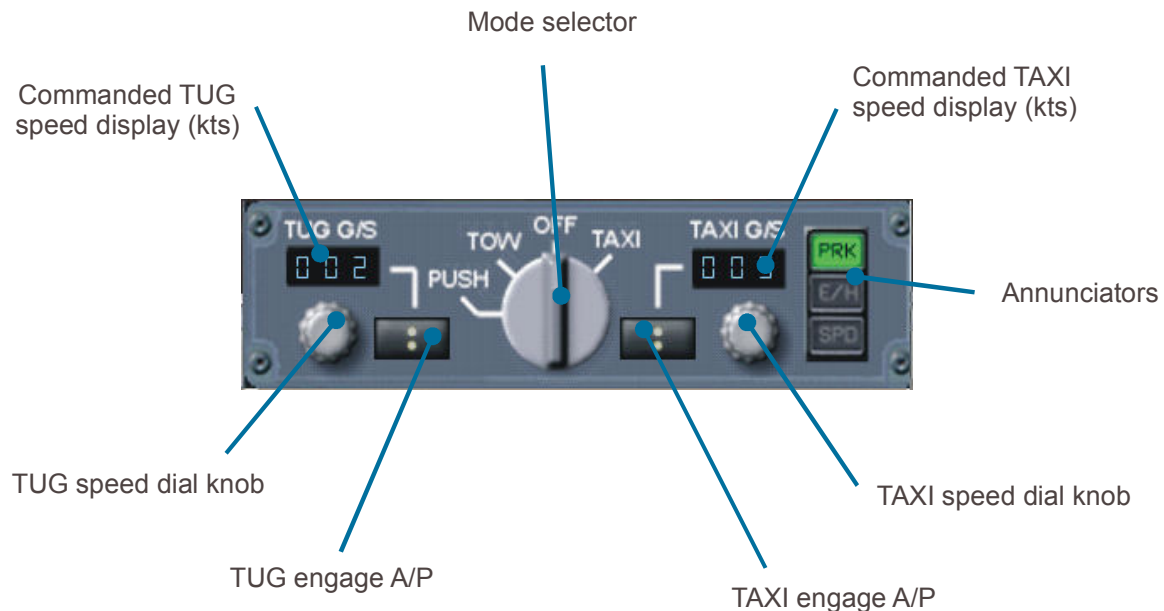 Mode selector
Commanded TUG
speed display (kts)
Commanded TAXI
speed display (kts)
TUG G/S
OFF
TAXI G/S
TOW
TAXI
PRK
002
PUSH
E/H
Annunciators
SPD
TUG speed dial knob
TAXI speed dial knob
TUG engage A/P
TAXI engage A/P